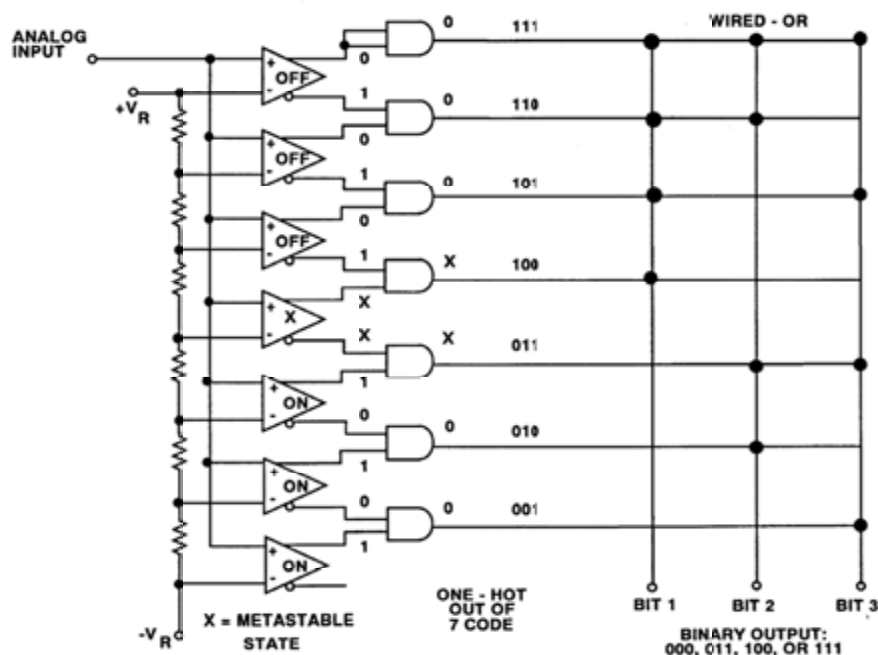 ANALOG
INPUT
+V R
-V R
WIRED - OR
+ OFF -
0
1
+ OFF -
0
1
+ OFF -
0
1
+ X -
X
X
+ ON -
1
0
+ ON -
1
0
+ ON -
1
0 111
0 110
0 101
X 100
X 011
0 010
0 001
X = METASTABLE
STATE
ONE - HOT
OUT OF
7 CODE
BIT 1 BIT 2 BIT 3
BINARY OUTPUT:
000, 011, 100, OR 111